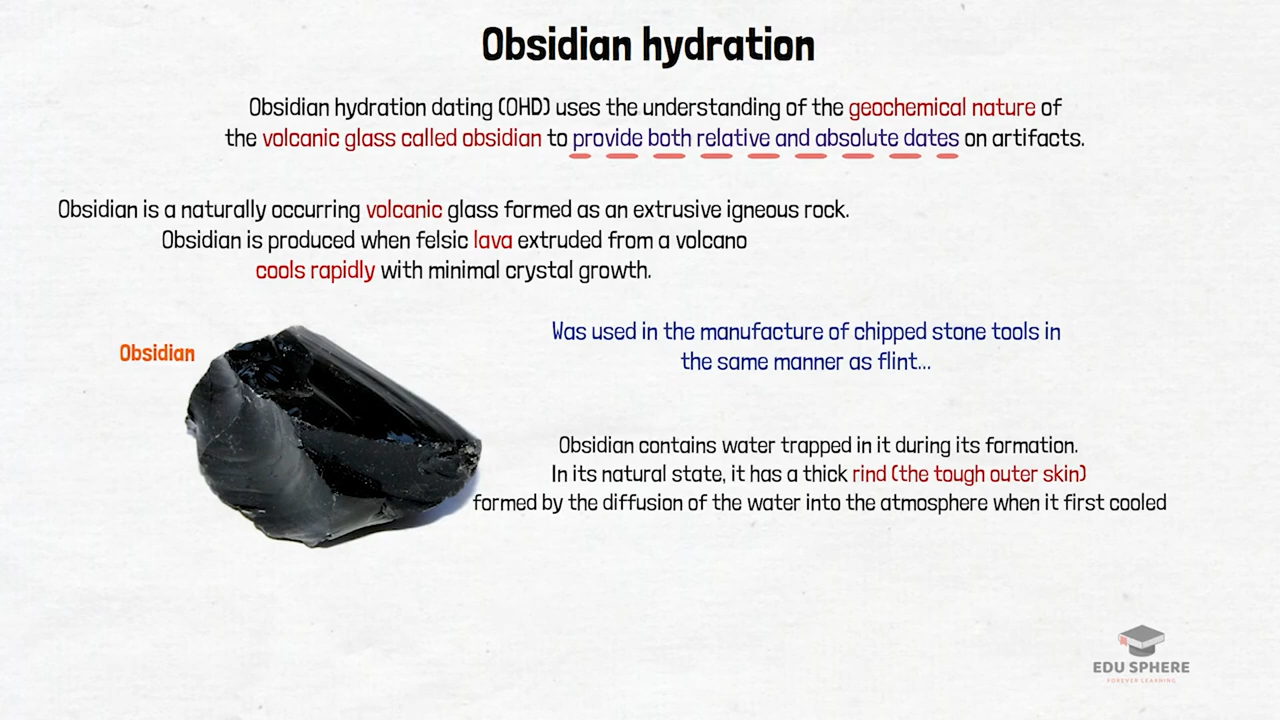 Obsidian hydration
Obsidian hydration dating (OHD) uses the understanding of the geochemical nature of
the volcanic glass called obsidian to provide both relative and absolute dates on artifacts.
Obsidian is a naturally occurring volcanic glass formed as an extrusive igneous rock.
Obsidian is produced when felsic lava extruded from a volcano
cools rapidly with minimal crystal growth.
Obsidian
Was used in the manufacture of chipped stone tools in
the same manner as flint...
Obsidian contains water trapped in it during its formation.
In its natural state, it has a thick rind (the tough outer skin)
formed by the diffusion of the water into the atmosphere when it first cooled
EDU SPHERE
FOREVER LEARNING